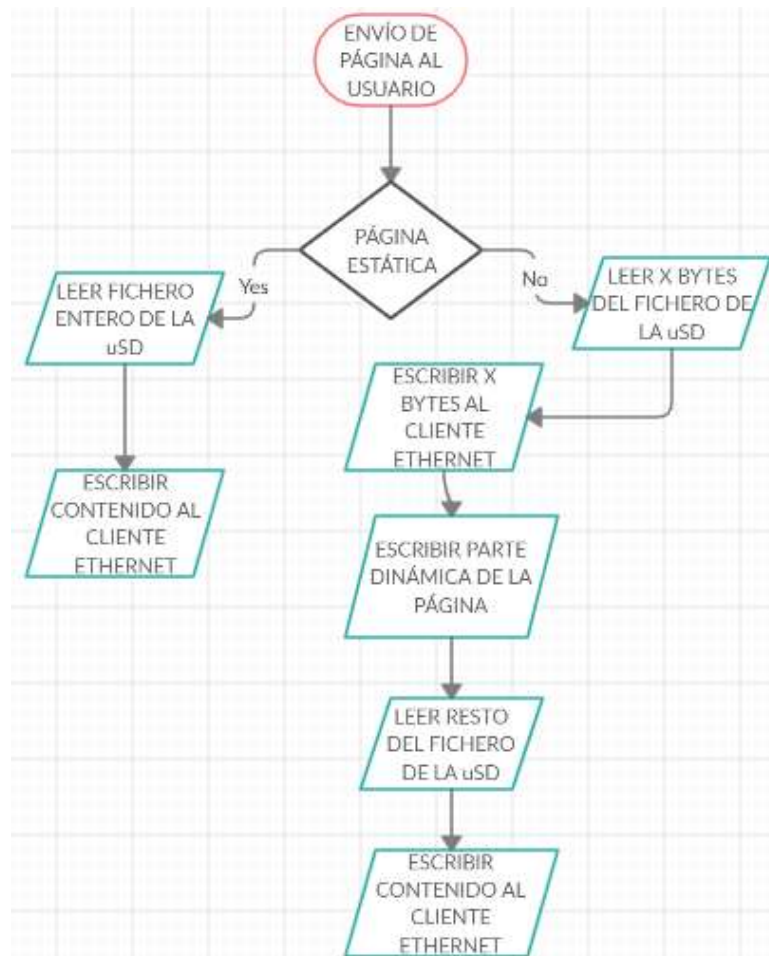 ENVÍO DE
PÁGINA AL
USUARIO
PÁGINA
ESTÁTICA
Yes
No
LEER FICHERO
ENTERO DE LA
uSD
LEER X BYTES
DEL FICHERO DE
LA uSD
ESCRIBIR X
BYTES AL
CLIENTE
ETHERNET
ESCRIBIR
CONTENIDO AL
CLIENTE
ETHERNET
ESCRIBIR PARTE
DINÁMICA DE LA
PÁGINA
LEER RESTO
DEL FICHERO
DE LA uSD
ESCRIBIR
CONTENIDO AL
CLIENTE
ETHERNET